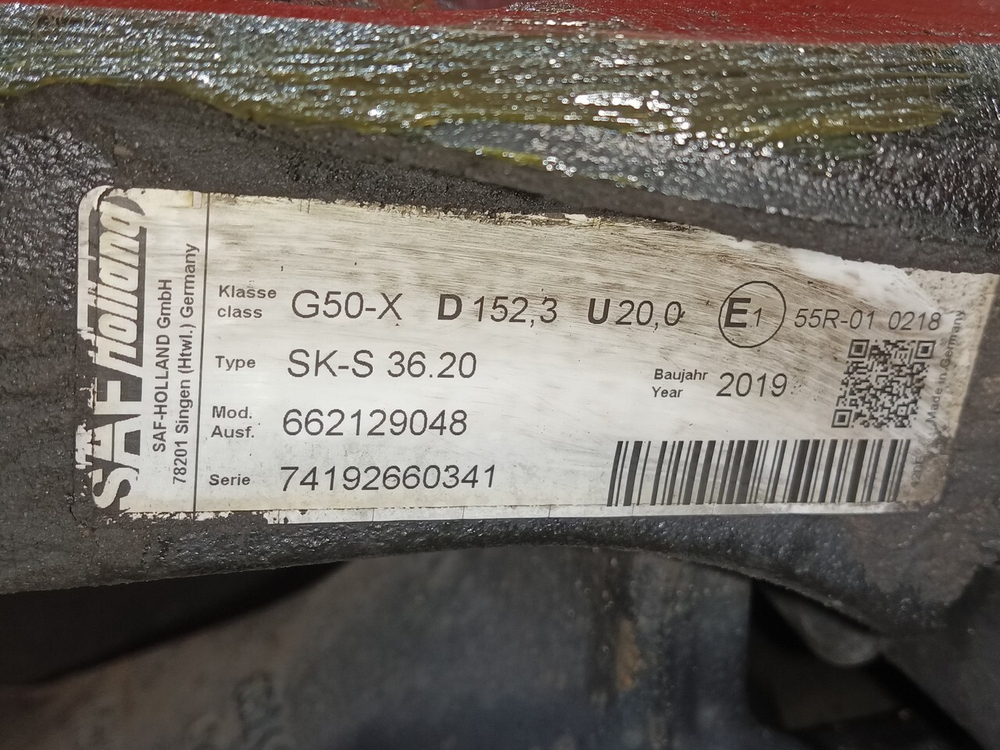 SAF Holland
SAF-HOLLAND GmbH
78201 Singen (Htwl.) Germany
Klasse
class
G50-X D 152,3 U 20,0 E1 55R-01 0218
Type SK-S 36.20
Baujahr
Year
2019
Mod.
Ausf.
662129048
Serie 74192660341
Made in Germany